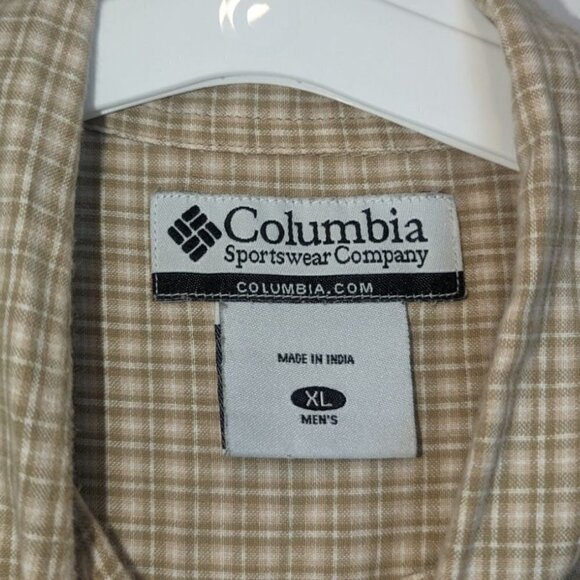 Columbia
Sportswear Company
COLUMBIA.COM
MADE IN INDIA
XL
MEN'S